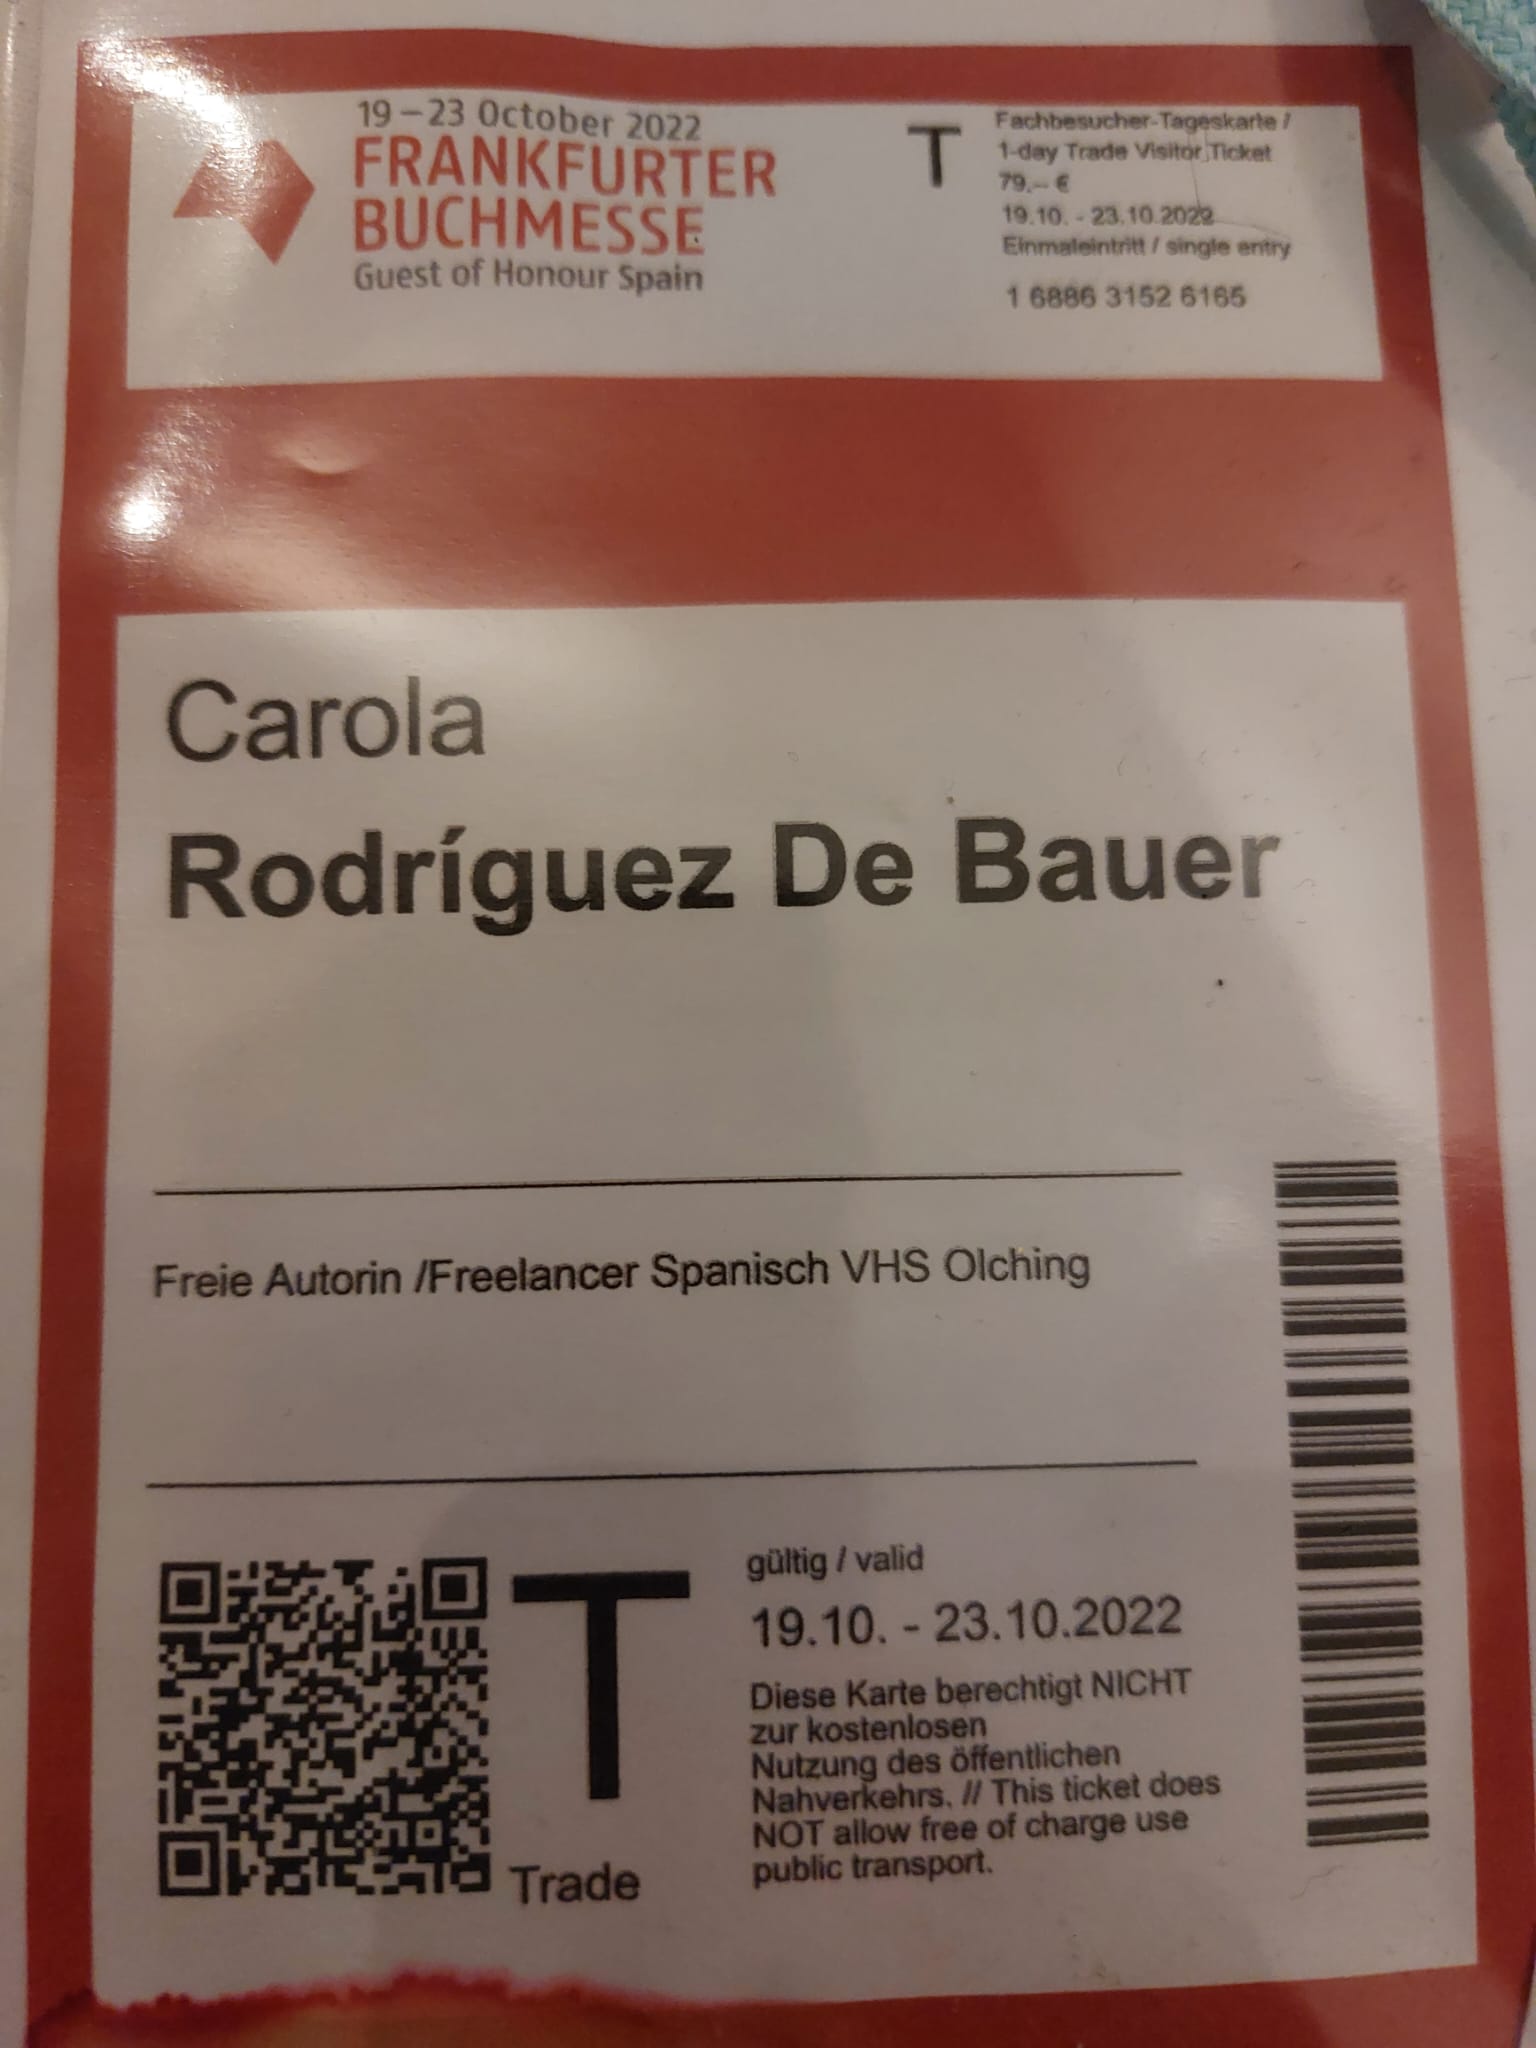 19 – 23 October 2022
FRANKFURTER
BUCHMESSE
Guest of Honour Spain
T
Fachbesucher-Tageskarte /
1-day Trade Visitor Ticket
79,-- €
19.10. - 23.10.2022
Einmaleintritt / single entry
1 6886 3152 6165
Carola
Rodríguez De Bauer
Freie Autorin /Freelancer Spanisch VHS Olching
T
Trade
gültig / valid
19.10. - 23.10.2022
Diese Karte berechtigt NICHT
zur kostenlosen
Nutzung des öffentlichen
Nahverkehrs. // This ticket does
NOT allow free of charge use
public transport.